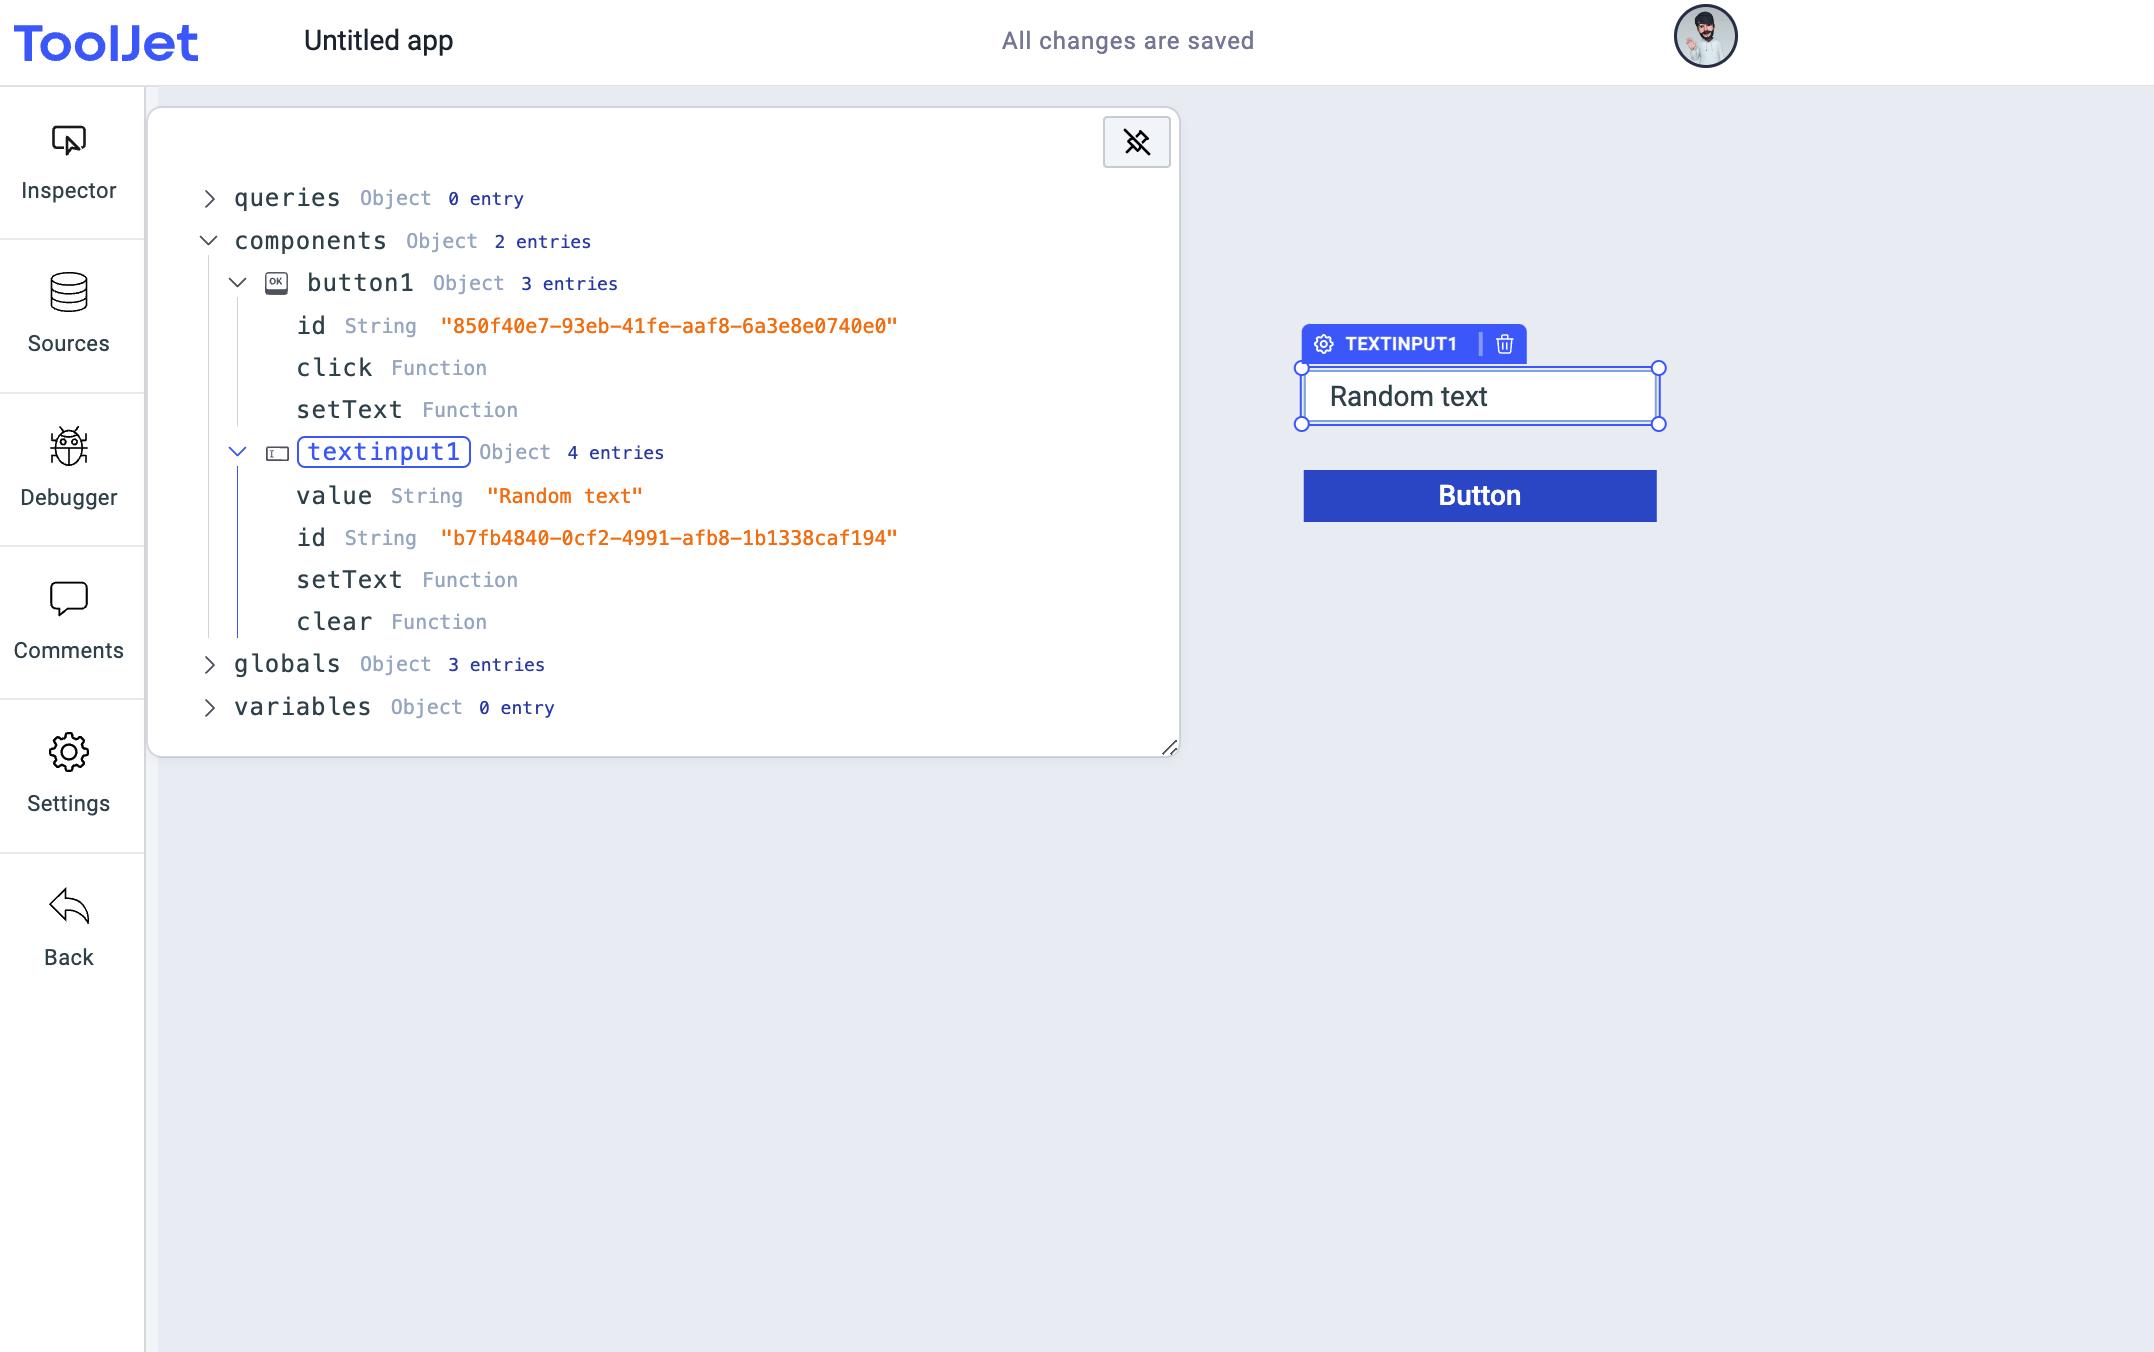 ToolJet
Untitled app
All changes are saved
Inspector
Sources
Debugger
Comments
Settings
Back
queries Object 0 entry
components Object 2 entries
OK button1 Object 3 entries
id String "850f40e7-93eb-41fe-aaf8-6a3e8e0740e0"
click Function
setText Function
textinput1 Object 4 entries
value String "Random text"
id String "b7fb4840-0cf2-4991-afb8-1b1338caf194"
setText Function
clear Function
globals Object 3 entries
variables Object 0 entry
TEXTINPUT1
Random text
Button